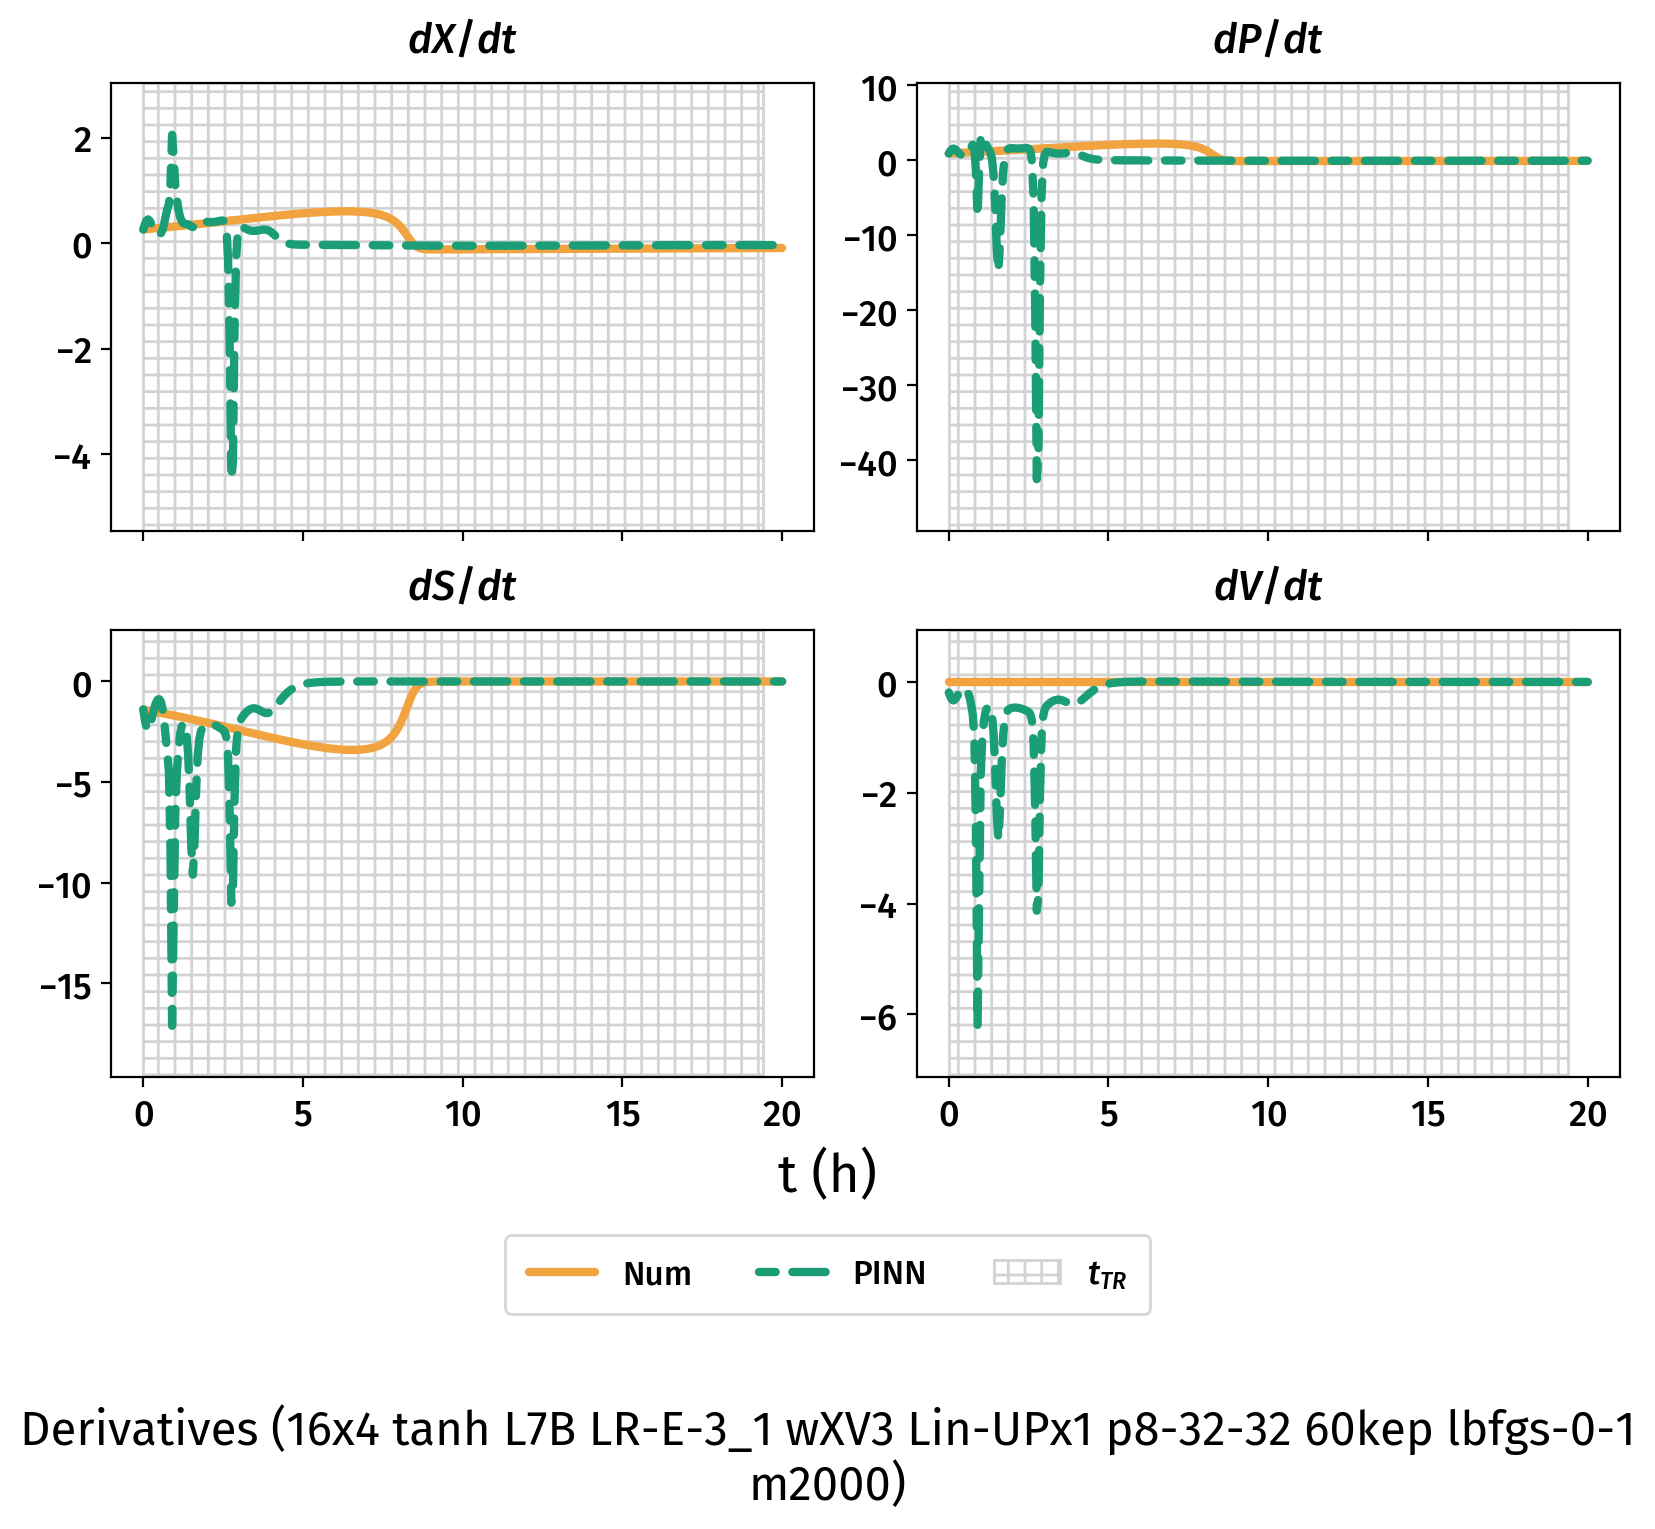 dX/dt
dP/dt
2
0
−2
−4
10
0
−10
−20
−30
−40
dS/dt
dV/dt
0
−5
−10
−15
0
−2
−4
−6
0 5 10 15 20
0 5 10 15 20
t (h)
Num PINN t_TR
Derivatives (16x4 tanh L7B LR-E-3_1 wXV3 Lin-UPx1 p8-32-32 60kep lbfgs-0-1
m2000)